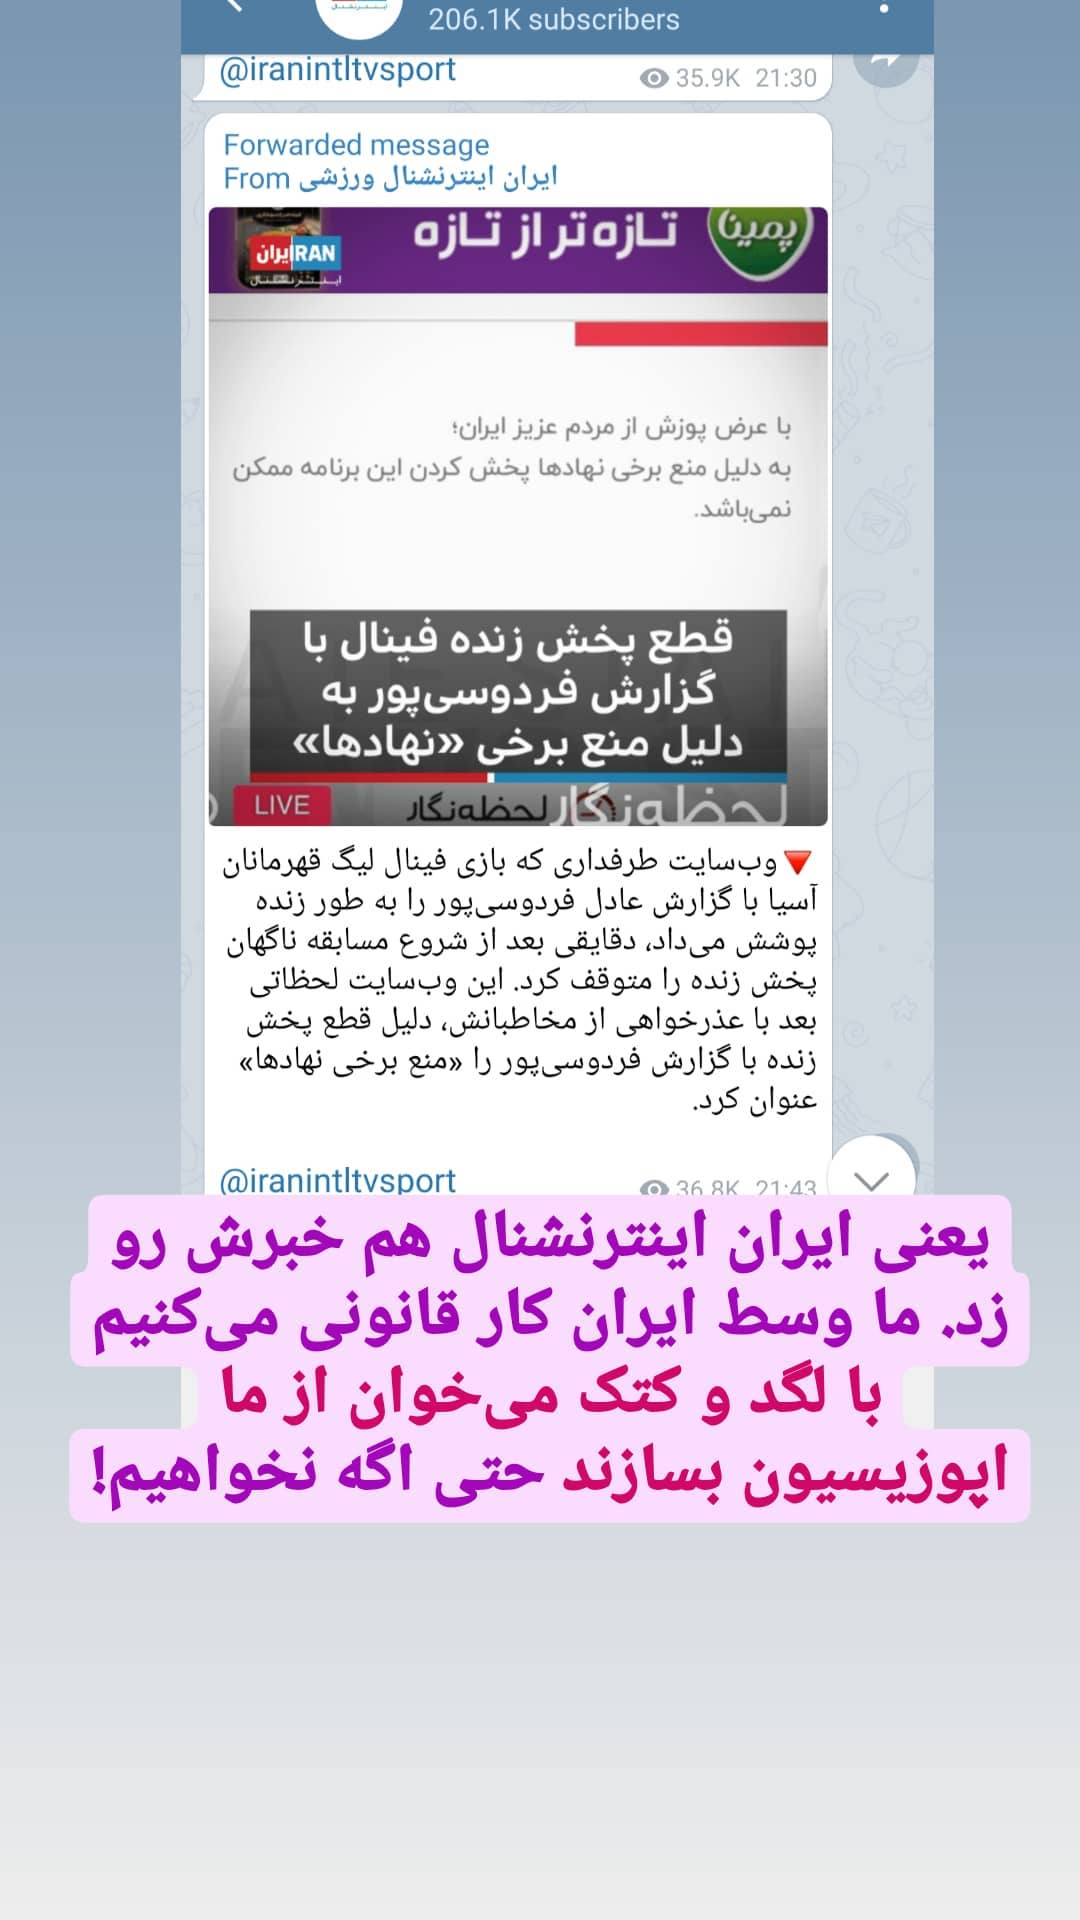 206.1K subscribers
@iranintltvsport
35.9K 21:30
Forwarded message
From ایران اینترنشنال ورزشی
تازه‌تر از تازه
پمینا
ایران IRAN
اینترنشنال
با عرض پوزش از مردم عزیز ایران؛
به دلیل منع برخی نهادها پخش کردن این برنامه ممکن
نمی‌باشد.
قطع پخش زنده فینال با
گزارش فردوسی‌پور به
دلیل منع برخی «نهادها»
LIVE
لحظه‌نگار
لحظه‌نگار
🔻وب‌سایت طرفداری که بازی فینال لیگ قهرمانان
آسیا با گزارش عادل فردوسی‌پور را به طور زنده
پوشش می‌داد، دقایقی بعد از شروع مسابقه ناگهان
پخش زنده را متوقف کرد. این وب‌سایت لحظاتی
بعد با عذرخواهی از مخاطبانش، دلیل قطع پخش
زنده با گزارش فردوسی‌پور را «منع برخی نهادها»
عنوان کرد.
@iranintltvsport
36.8K 21:43
یعنی ایران اینترنشنال هم خبرش رو
زد. ما وسط ایران کار قانونی می‌کنیم
با لگد و کتک می‌خوان از ما
اپوزیسیون بسازند حتی اگه نخواهیم!